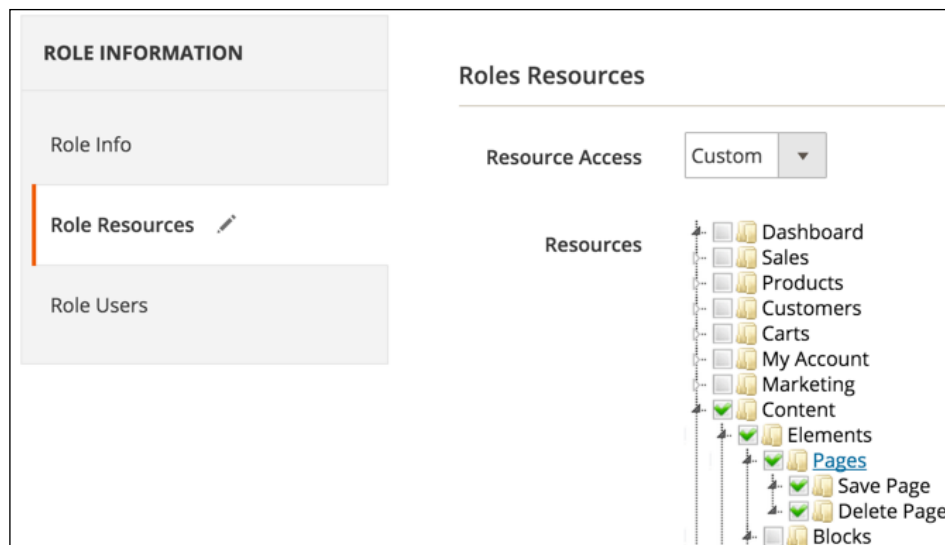 ROLE INFORMATION
Role Info
Role Resources
Role Users
Roles Resources
Resource Access Custom
Resources
Dashboard
Sales
Products
Customers
Carts
My Account
Marketing
Content
Elements
Pages
Save Page
Delete Page
Blocks